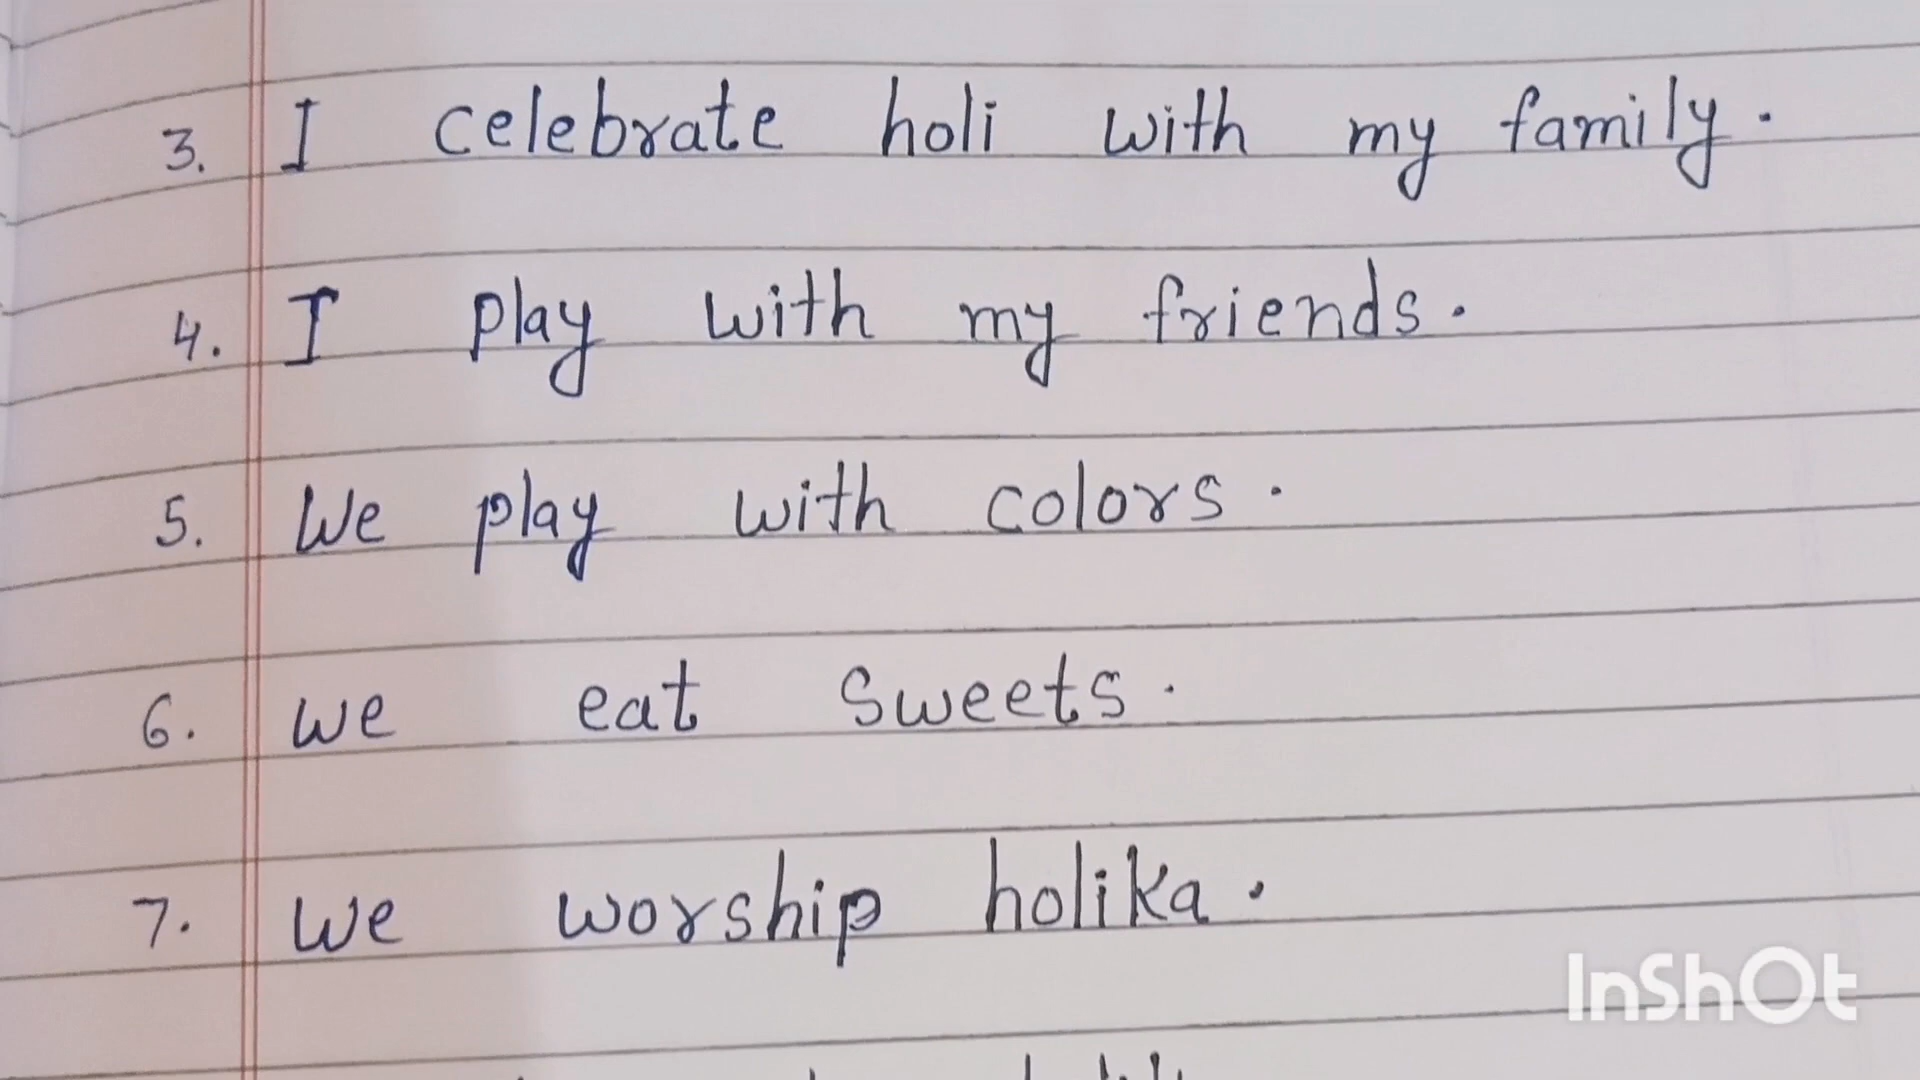 3. I celebrate holi with my family.
4. I play with my friends.
5. We play with colors.
6. We eat sweets.
7. We worship holika.
InShOt